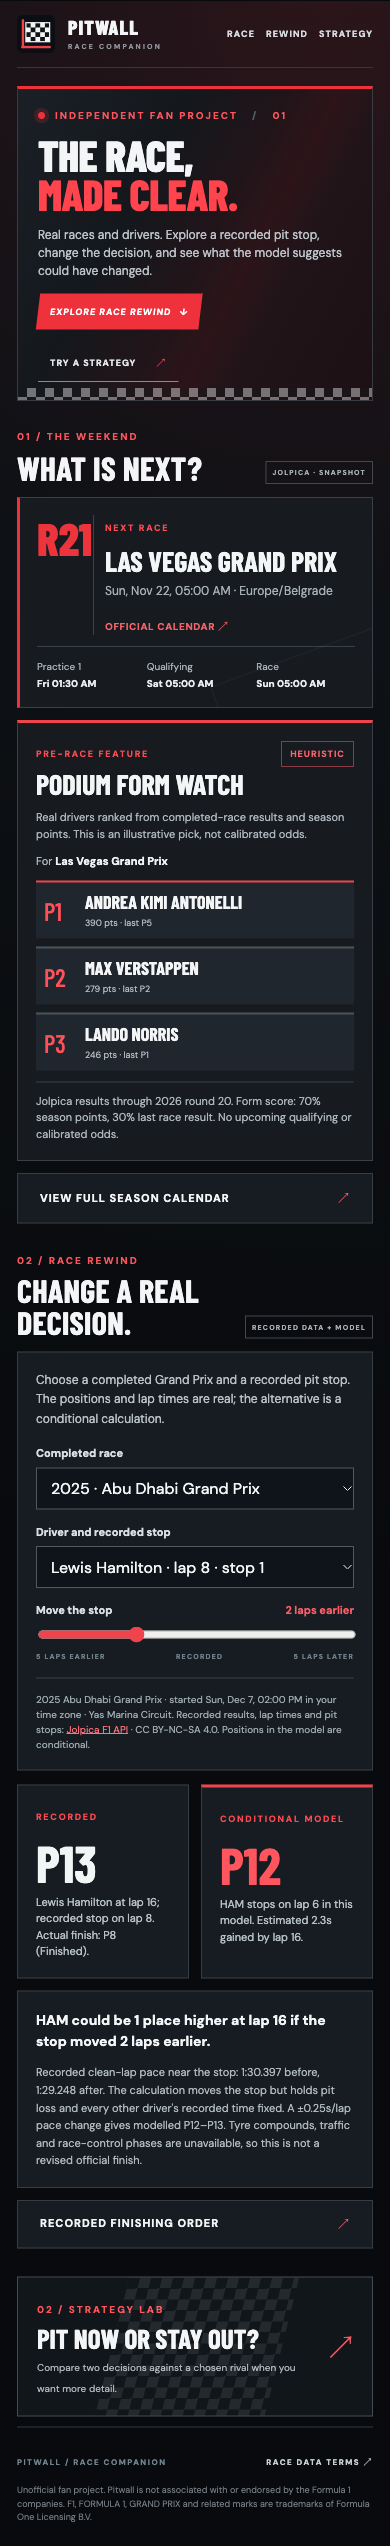 PITWALL
RACE COMPANION
RACE REWIND STRATEGY
INDEPENDENT FAN PROJECT / 01
THE RACE,
MADE CLEAR.
Real races and drivers. Explore a recorded pit stop,
change the decision, and see what the model suggests
could have changed.
EXPLORE RACE REWIND ↓
TRY A STRATEGY ↗
01 / THE WEEKEND
WHAT IS NEXT?
JOLPICA · SNAPSHOT
R21
NEXT RACE
LAS VEGAS GRAND PRIX
Sun, Nov 22, 05:00 AM · Europe/Belgrade
OFFICIAL CALENDAR ↗
Practice 1 Qualifying Race
Fri 01:30 AM Sat 05:00 AM Sun 05:00 AM
PRE-RACE FEATURE
HEURISTIC
PODIUM FORM WATCH
Real drivers ranked from completed-race results and season
points. This is an illustrative pick, not calibrated odds.
For Las Vegas Grand Prix
P1
ANDREA KIMI ANTONELLI
390 pts · last P5
P2
MAX VERSTAPPEN
279 pts · last P2
P3
LANDO NORRIS
246 pts · last P1
Jolpica results through 2026 round 20. Form score: 70%
season points, 30% last race result. No upcoming qualifying or
calibrated odds.
VIEW FULL SEASON CALENDAR ↗
02 / RACE REWIND
CHANGE A REAL
DECISION.
RECORDED DATA + MODEL
Choose a completed Grand Prix and a recorded pit stop.
The positions and lap times are real; the alternative is a
conditional calculation.
Completed race
2025 · Abu Dhabi Grand Prix
Driver and recorded stop
Lewis Hamilton · lap 8 · stop 1
Move the stop 2 laps earlier
5 LAPS EARLIER RECORDED 5 LAPS LATER
2025 Abu Dhabi Grand Prix · started Sun, Dec 7, 02:00 PM in your
time zone · Yas Marina Circuit. Recorded results, lap times and pit
stops: Jolpica F1 API · CC BY-NC-SA 4.0. Positions in the model are
conditional.
RECORDED
P13
Lewis Hamilton at lap 16;
recorded stop on lap 8.
Actual finish: P8
(Finished).
CONDITIONAL MODEL
P12
HAM stops on lap 6 in this
model. Estimated 2.3s
gained by lap 16.
HAM could be 1 place higher at lap 16 if the
stop moved 2 laps earlier.
Recorded clean-lap pace near the stop: 1:30.397 before,
1:29.248 after. The calculation moves the stop but holds pit
loss and every other driver's recorded time fixed. A ±0.25s/lap
pace change gives modelled P12–P13. Tyre compounds, traffic
and race-control phases are unavailable, so this is not a
revised official finish.
RECORDED FINISHING ORDER ↗
02 / STRATEGY LAB
PIT NOW OR STAY OUT?
Compare two decisions against a chosen rival when you
want more detail.
↗
PITWALL / RACE COMPANION
RACE DATA TERMS ↗
Unofficial fan project. Pitwall is not associated with or endorsed by the Formula 1
companies. F1, FORMULA 1, GRAND PRIX and related marks are trademarks of Formula
One Licensing B.V.